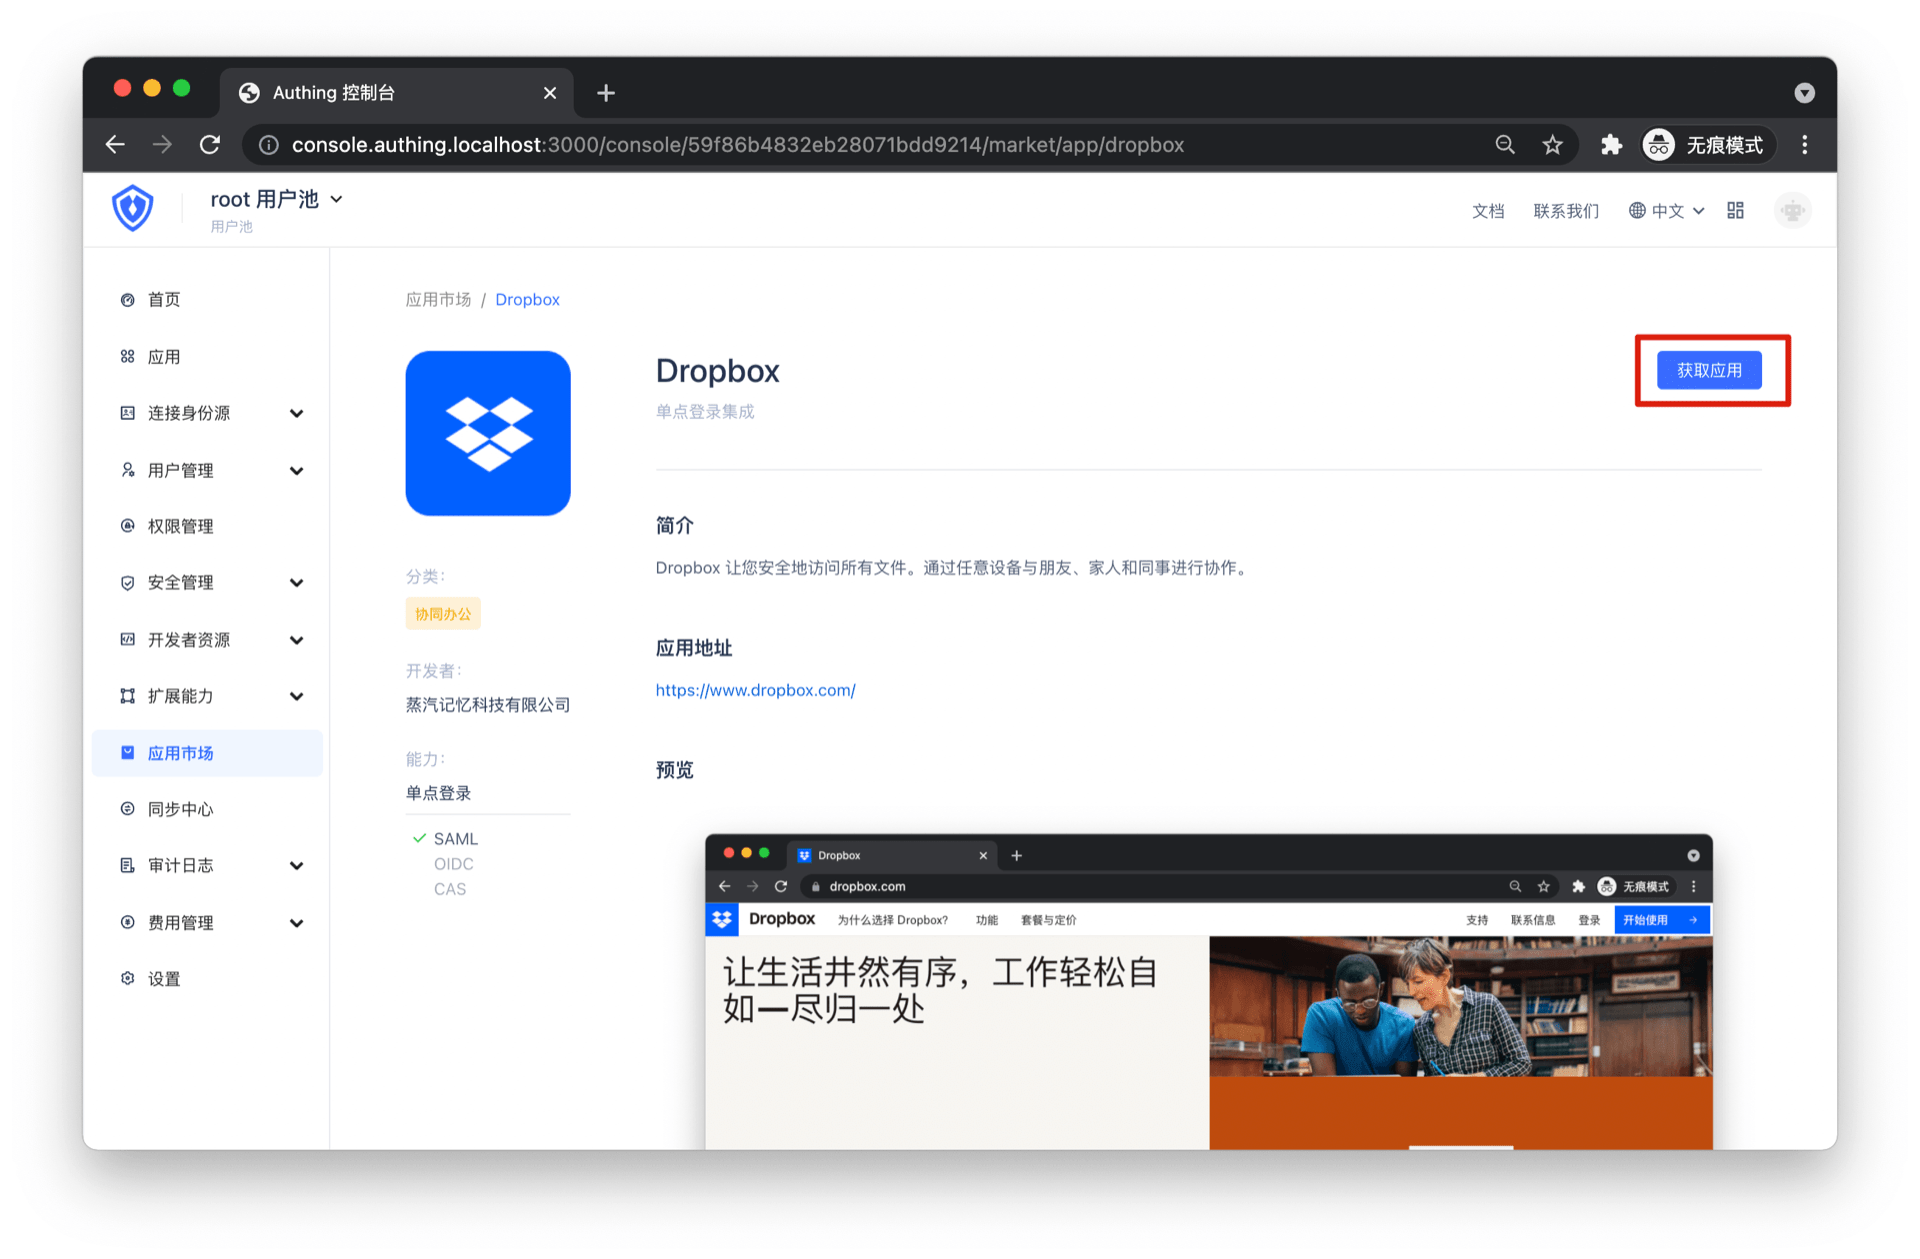 Authing 控制台
console.authing.localhost:3000/console/59f86b4832eb28071bdd9214/market/app/dropbox
无痕模式
root 用户池
用户池
文档
联系我们
中文
首页
应用
连接身份源
用户管理
权限管理
安全管理
开发者资源
扩展能力
应用市场
同步中心
审计日志
费用管理
设置
应用市场 / Dropbox
Dropbox
单点登录集成
获取应用
分类：
协同办公
开发者：
蒸汽记忆科技有限公司
能力：
单点登录
SAML
OIDC
CAS
简介
Dropbox 让您安全地访问所有文件。通过任意设备与朋友、家人和同事进行协作。
应用地址
https://www.dropbox.com/
预览
Dropbox
dropbox.com
无痕模式
Dropbox
为什么选择 Dropbox?
功能
套餐与定价
支持
联系信息
登录
开始使用
让生活井然有序，工作轻松自
如—尽归一处